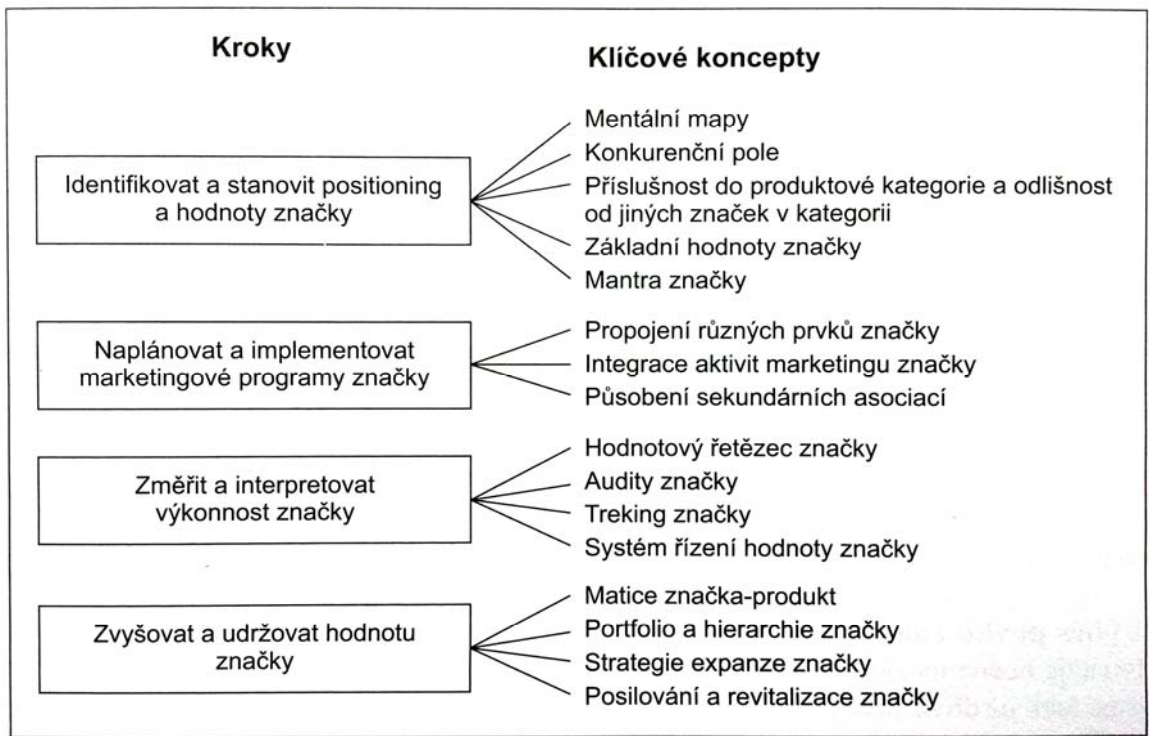 Kroky
Klíčové koncepty
Identifikovat a stanovit positioning
a hodnoty značky
Mentální mapy
Konkurenční pole
Příslušnost do produktové kategorie a odlišnost
od jiných značek v kategorii
Základní hodnoty značky
Mantra značky
Naplánovat a implementovat
marketingové programy značky
Propojení různých prvků značky
Integrace aktivit marketingu značky
Působení sekundárních asociací
Změřit a interpretovat
výkonnost značky
Hodnotový řetězec značky
Audity značky
Treking značky
Systém řízení hodnoty značky
Zvyšovat a udržovat hodnotu
značky
Matice značka-produkt
Portfolio a hierarchie značky
Strategie expanze značky
Posilování a revitalizace značky